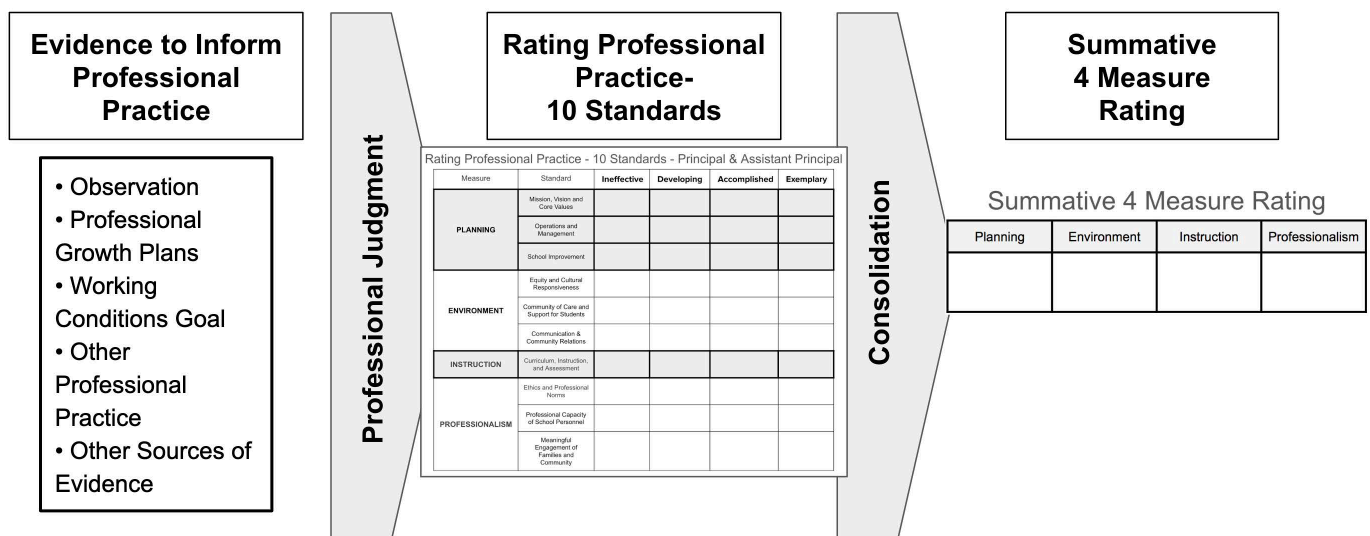 Evidence to Inform
Professional
Practice
• Observation
• Professional
Growth Plans
• Working
Conditions Goal
• Other
Professional
Practice
• Other Sources of
Evidence
Professional Judgment
Rating Professional
Practice-
10 Standards
Rating Professional Practice - 10 Standards - Principal & Assistant Principal
Measure Standard Ineffective Developing Accomplished Exemplary
PLANNING
Mission, Vision and
Core Values
Operations and
Management
School Improvement
ENVIRONMENT
Equity and Cultural
Responsiveness
Community of Care and
Support for Students
Communication &
Community Relations
INSTRUCTION
Curriculum, Instruction,
and Assessment
PROFESSIONALISM
Ethics and Professional
Norms
Professional Capacity
of School Personnel
Meaningful
Engagement of
Families and
Community
Consolidation
Summative
4 Measure
Rating
Summative 4 Measure Rating
Planning Environment Instruction Professionalism